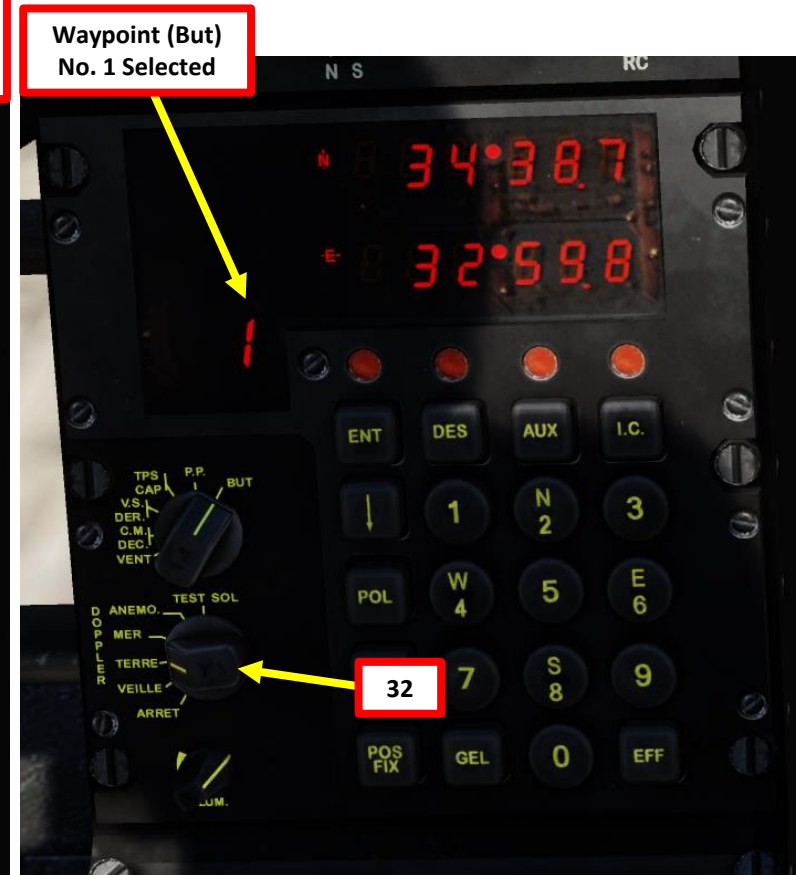 Waypoint (But)
No. 1 Selected
N S
RC
N 34°38.7
E 32°59.8
1
ENT DES AUX I.C.
TPS
CAP
P.P.
BUT
V.S.
DER.
C.M.
DEC.
VENT
↓ 1 N 2 3
POL W 4 5 E 6
TEST SOL
ANEMO.
DOPPLER
MER
TERRE
VEILLE
ARRET
32
7 S 8 9
POS FIX GEL 0 EFF
LUM.